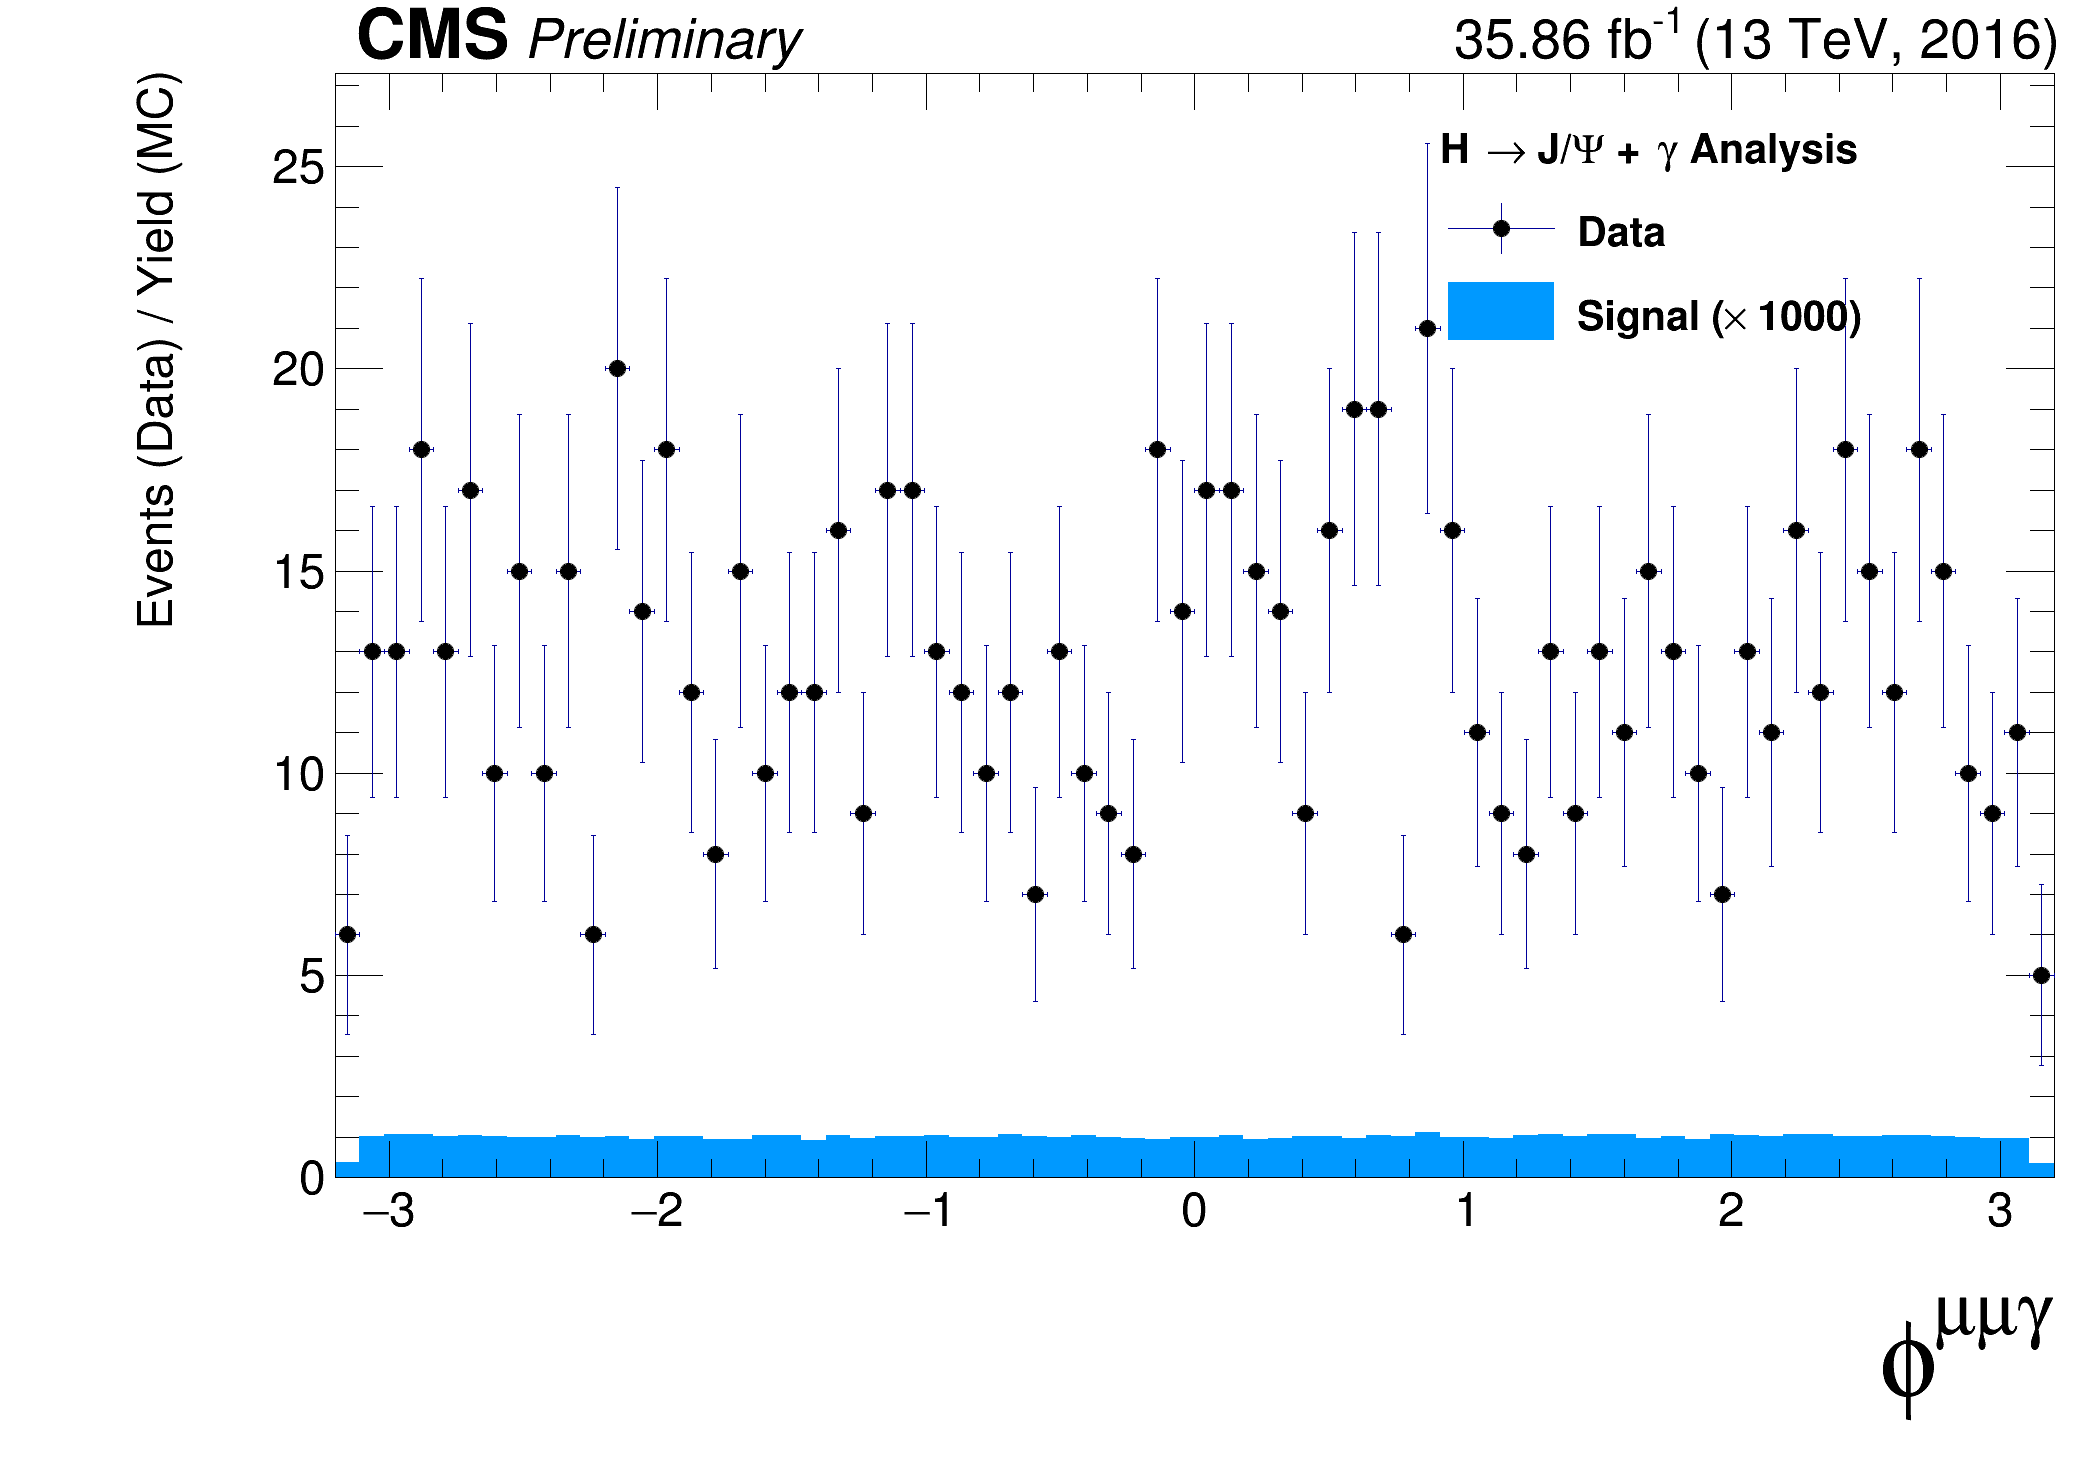 CMS Preliminary
35.86 fb⁻¹ (13 TeV, 2016)
Events (Data) / Yield (MC)
H → J/Ψ + γ Analysis
Data
Signal (× 1000)
25
20
15
10
5
0
−3 −2 −1 0 1 2 3
ϕ^μμγ